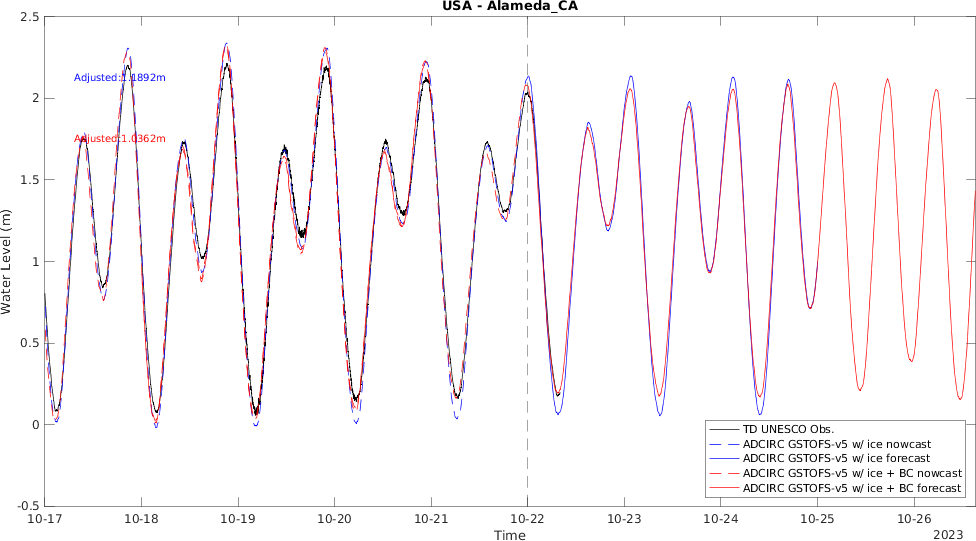 USA - Alameda_CA
2.5
2
1.5
1
0.5
0
-0.5
Water Level (m)
Adjusted:1.1892m
Adjusted:1.0362m
TD UNESCO Obs.
ADCIRC GSTOFS-v5 w/ ice nowcast
ADCIRC GSTOFS-v5 w/ ice forecast
ADCIRC GSTOFS-v5 w/ ice + BC nowcast
ADCIRC GSTOFS-v5 w/ ice + BC forecast
10-17 10-18 10-19 10-20 10-21 10-22 10-23 10-24 10-25 10-26
Time
2023